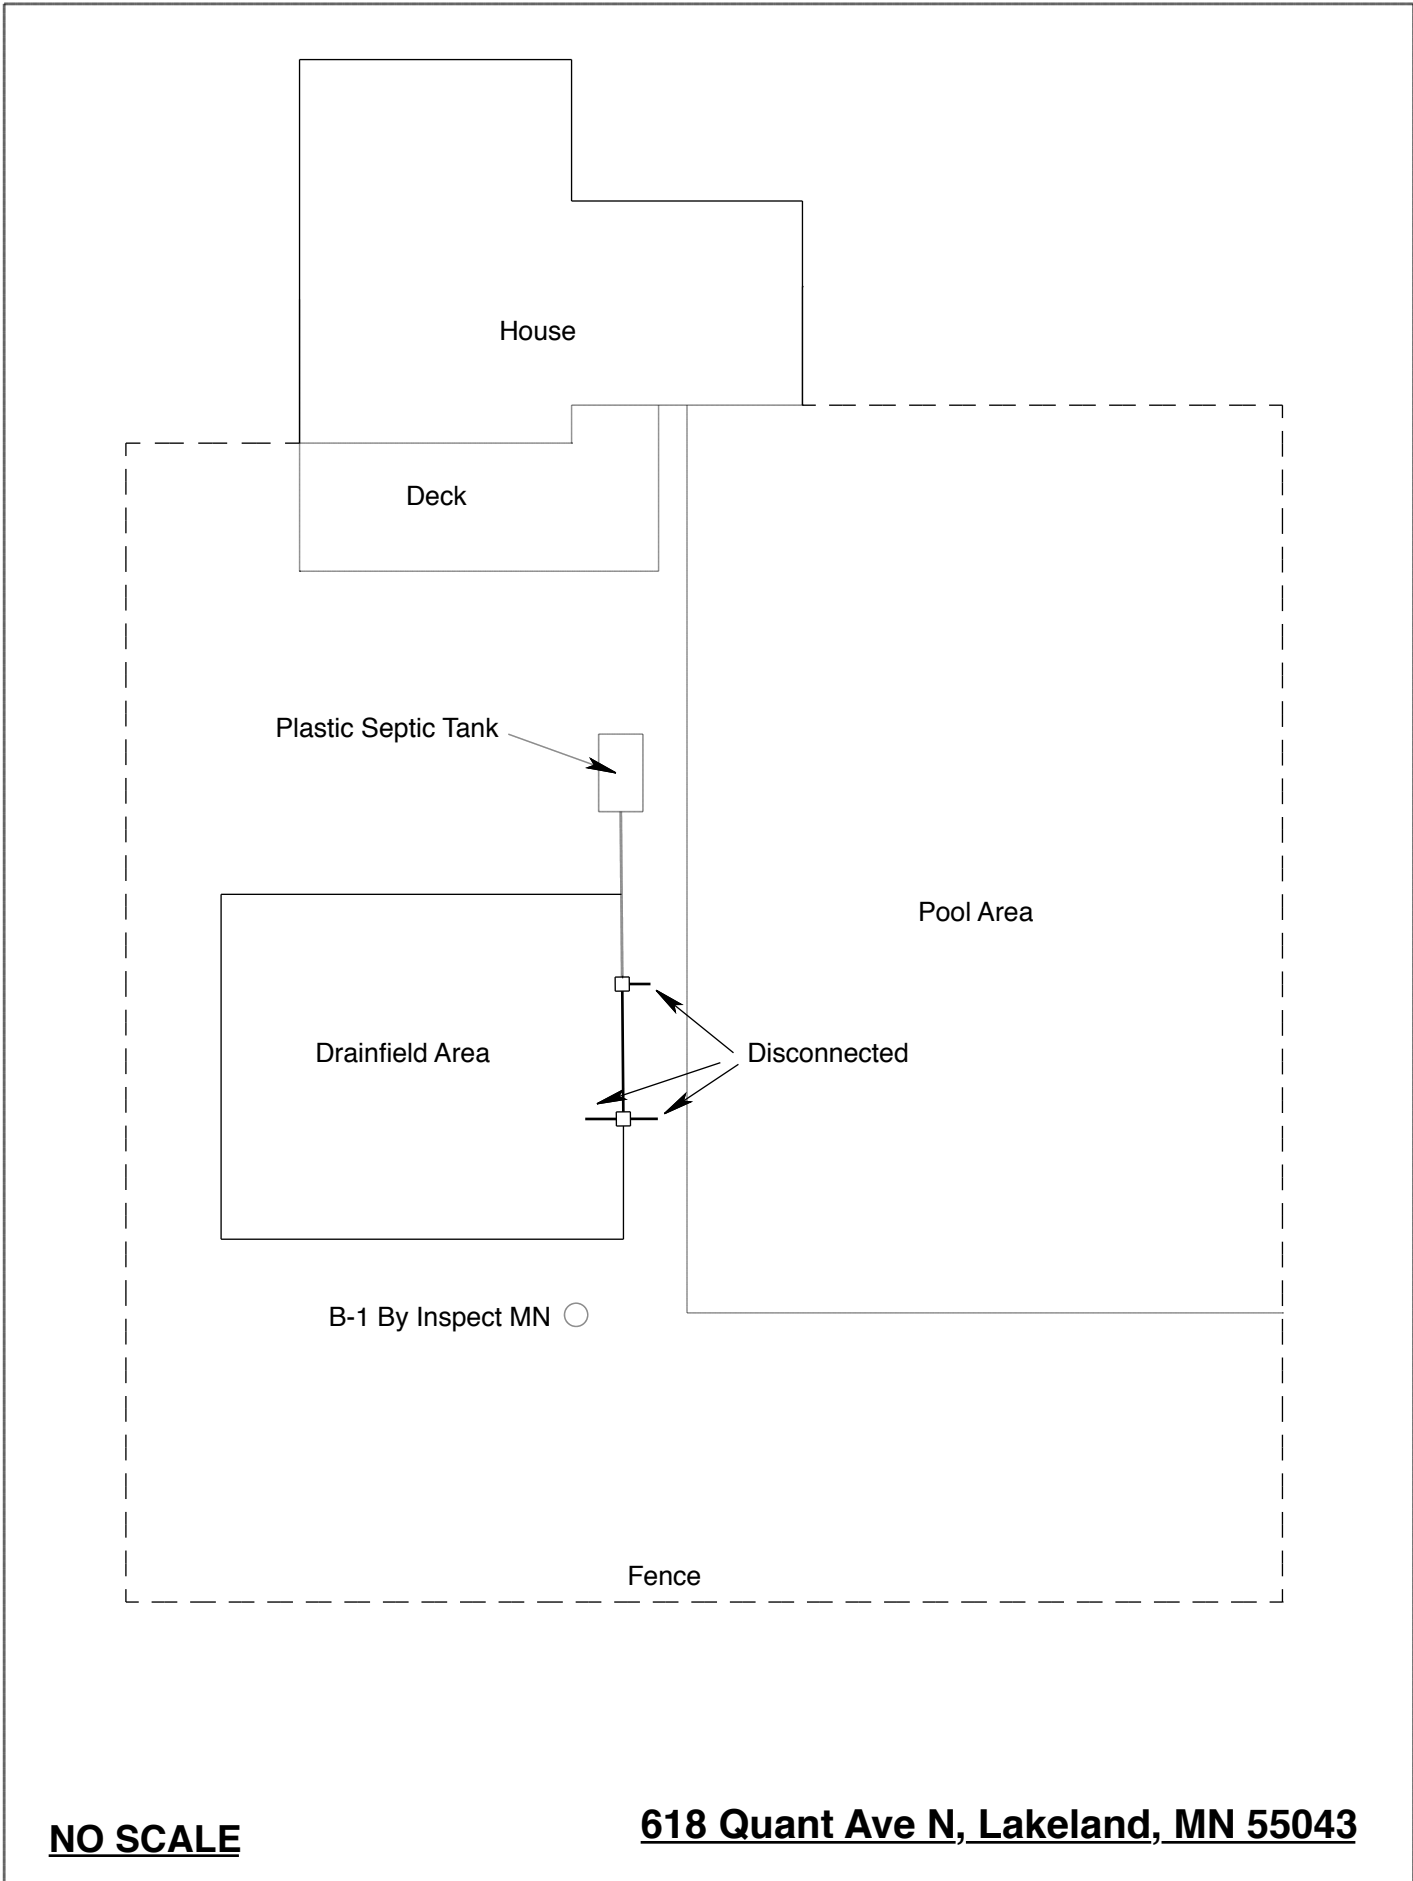 House
Deck
Plastic Septic Tank
Pool Area
Drainfield Area
Disconnected
B-1 By Inspect MN
Fence
NO SCALE
618 Quant Ave N, Lakeland, MN 55043